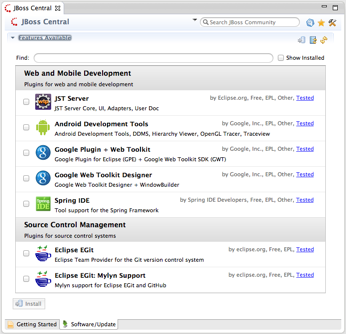 JBoss Central
JBoss Central
Search JBoss Community
Features Available
Find:
Show Installed
Web and Mobile Development
Plugins for web and mobile development
JST Server
by Eclipse.org, Free, EPL, Other, Tested
JST Server Core, UI, Adapters, User Doc
Android Development Tools
by Google, Inc., Free, EPL, Other, Tested
Android Development Tools, DDMS, Hierarchy Viewer, OpenGL Tracer, Traceview
Google Plugin + Web Toolkit
by Google, Inc., Free, EPL, Other, Tested
Google Plugin for Eclipse (GPE) + Google Web Toolkit SDK (GWT)
Google Web Toolkit Designer
by Google, Inc., Free, EPL, Other, Tested
Google Web Toolkit Designer + WindowBuilder
Spring IDE
by Spring IDE Developers, Free, EPL, Other, Tested
Tool support for the Spring Framework
Source Control Management
Plugins for source control systems
Eclipse EGit
by eclipse.org, Free, EPL, Tested
Eclipse Team Provider for the Git version control system
Eclipse EGit: Mylyn Support
by eclipse.org, Free, EPL, Tested
Mylyn support for Eclipse EGit and GitHub
Install
Getting Started
Software/Update